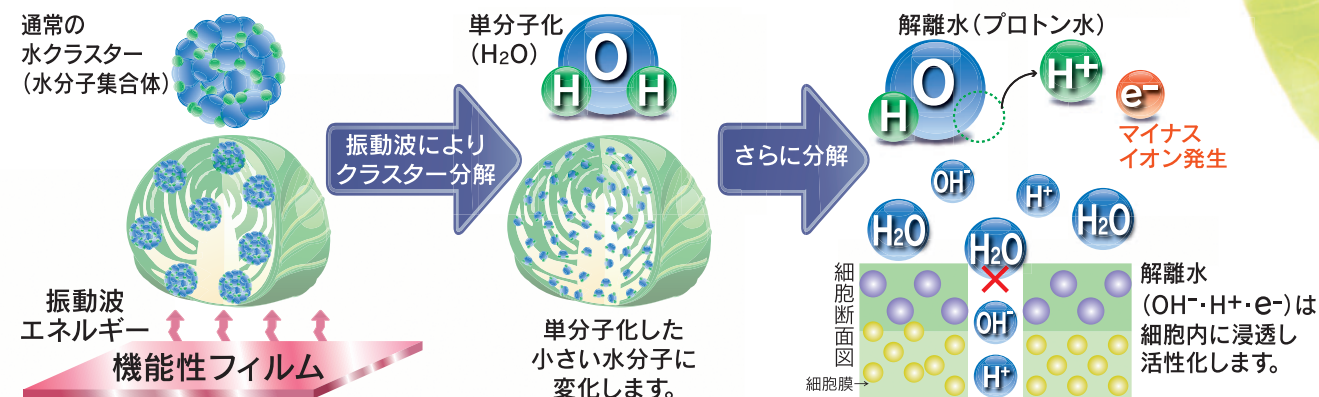 通常の
水クラスター
（水分子集合体）
振動波
エネルギー
機能性フィルム
振動波により
クラスター分解
単分子化
（H2O）
O
H H
単分子化した
小さい水分子に
変化します。
さらに分解
解離水（プロトン水）
O
H
H+
e-
マイナス
イオン発生
OH-
H+
H2O
H2O
H2O
細胞断面図
細胞膜→
OH-
H+
解離水
（OH-･H+･e-）は
細胞内に浸透し
活性化します。